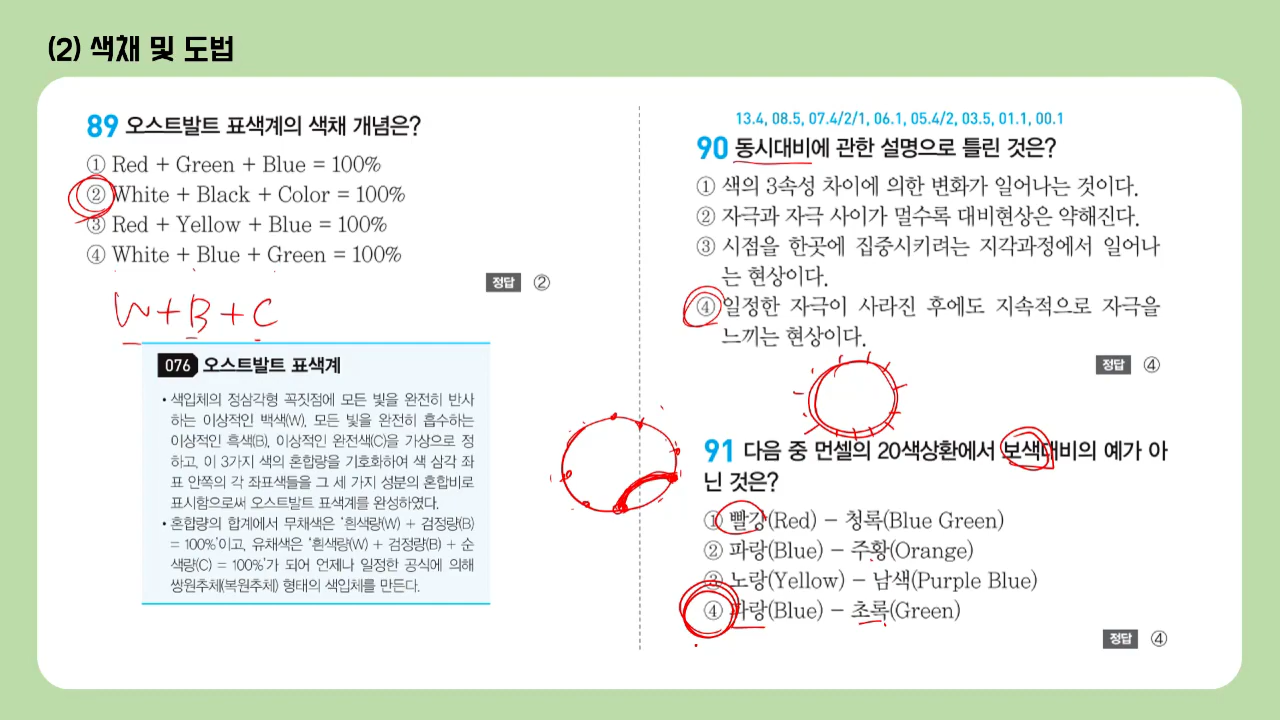 (2) 색채 및 도법
89 오스트발트 표색계의 색채 개념은?
① Red + Green + Blue = 100%
② White + Black + Color = 100%
③ Red + Yellow + Blue = 100%
④ White + Blue + Green = 100%
정답 ②
W+B+C
076 오스트발트 표색계
• 색입체의 정삼각형 꼭짓점에 모든 빛을 완전히 반사
하는 이상적인 백색(W), 모든 빛을 완전히 흡수하는
이상적인 흑색(B), 이상적인 완전색(C)을 가상으로 정
하고, 이 3가지 색의 혼합량을 기호화하여 색 삼각 좌
표 안쪽의 각 좌표색들을 그 세 가지 성분의 혼합비로
표시함으로써 오스트발트 표색계를 완성하였다.
• 혼합량의 합계에서 무채색은 '흰색량(W) + 검정량(B)
= 100%'이고, 유채색은 '흰색량(W) + 검정량(B) + 순
색량(C) = 100%'가 되어 언제나 일정한 공식에 의해
쌍원추체(복원추체) 형태의 색입체를 만든다.
13.4, 08.5, 07.4/2/1, 06.1, 05.4/2, 03.5, 01.1, 00.1
90 동시대비에 관한 설명으로 틀린 것은?
① 색의 3속성 차이에 의한 변화가 일어나는 것이다.
② 자극과 자극 사이가 멀수록 대비현상은 약해진다.
③ 시점을 한곳에 집중시키려는 지각과정에서 일어나
는 현상이다.
④ 일정한 자극이 사라진 후에도 지속적으로 자극을
느끼는 현상이다.
정답 ④
91 다음 중 먼셀의 20색상환에서 보색대비의 예가 아
닌 것은?
① 빨강(Red) – 청록(Blue Green)
② 파랑(Blue) – 주황(Orange)
③ 노랑(Yellow) – 남색(Purple Blue)
④ 파랑(Blue) – 초록(Green)
정답 ④